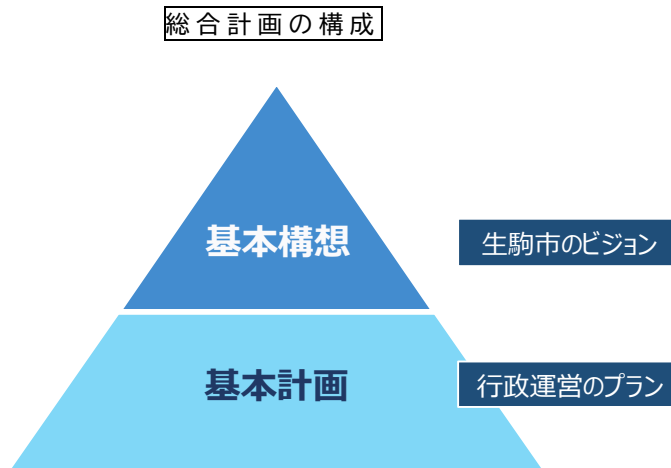 総合計画の構成
基本構想
生駒市のビジョン
基本計画
行政運営のプラン